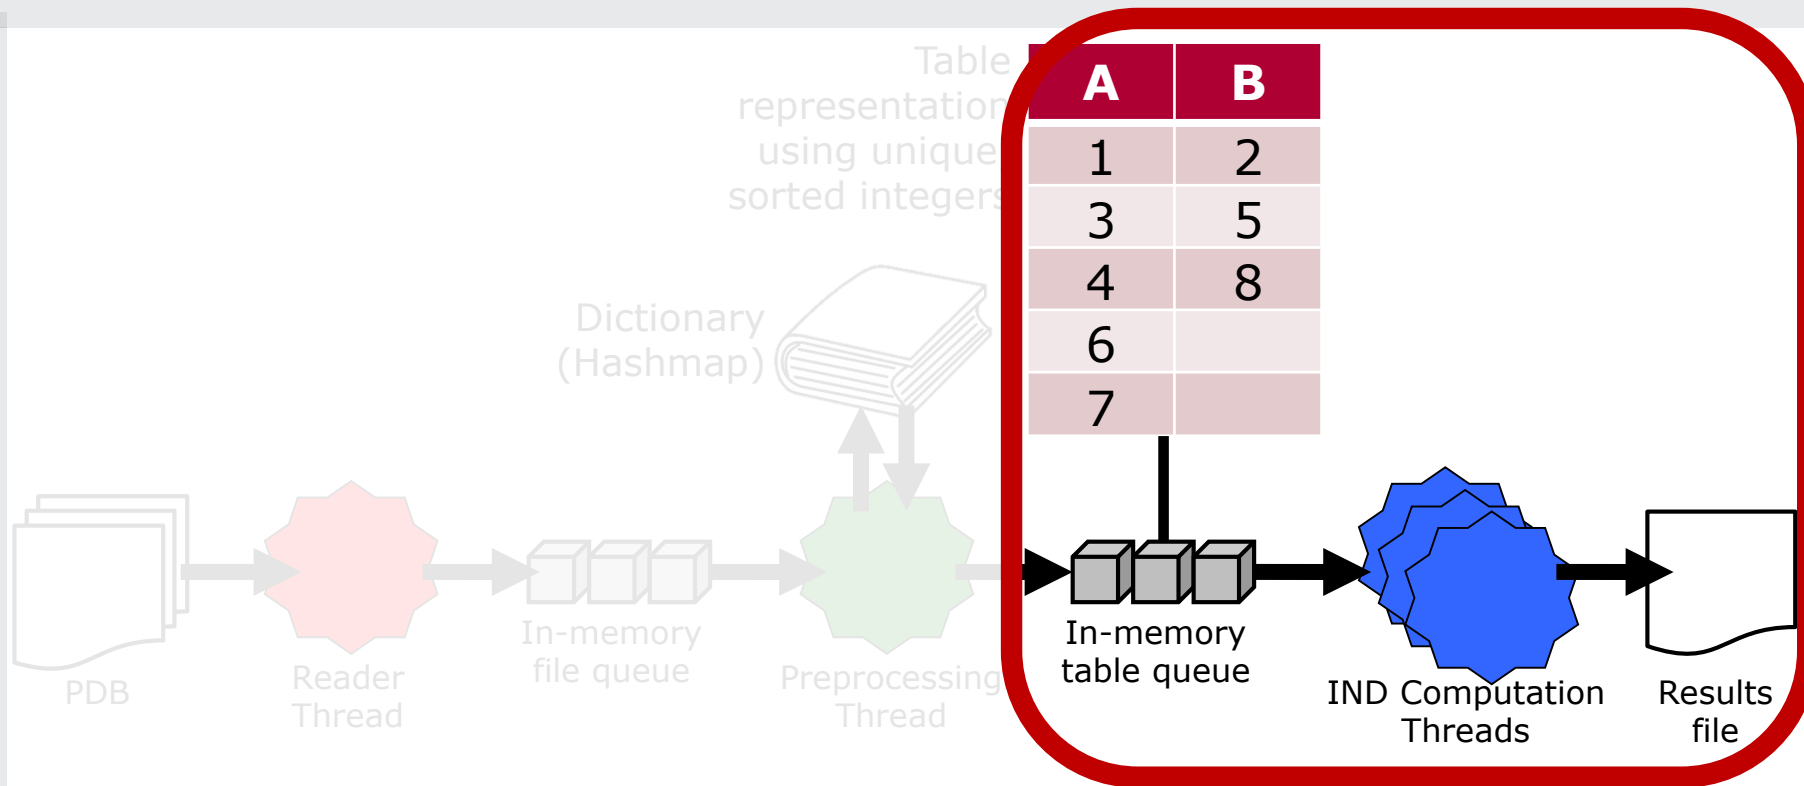 Table
representation
using unique
sorted integers
A B
1 2
3 5
4 8
6
7
Dictionary
(Hashmap)
PDB
Reader
Thread
In-memory
file queue
Preprocessing
Thread
In-memory
table queue
IND Computation
Threads
Results
file